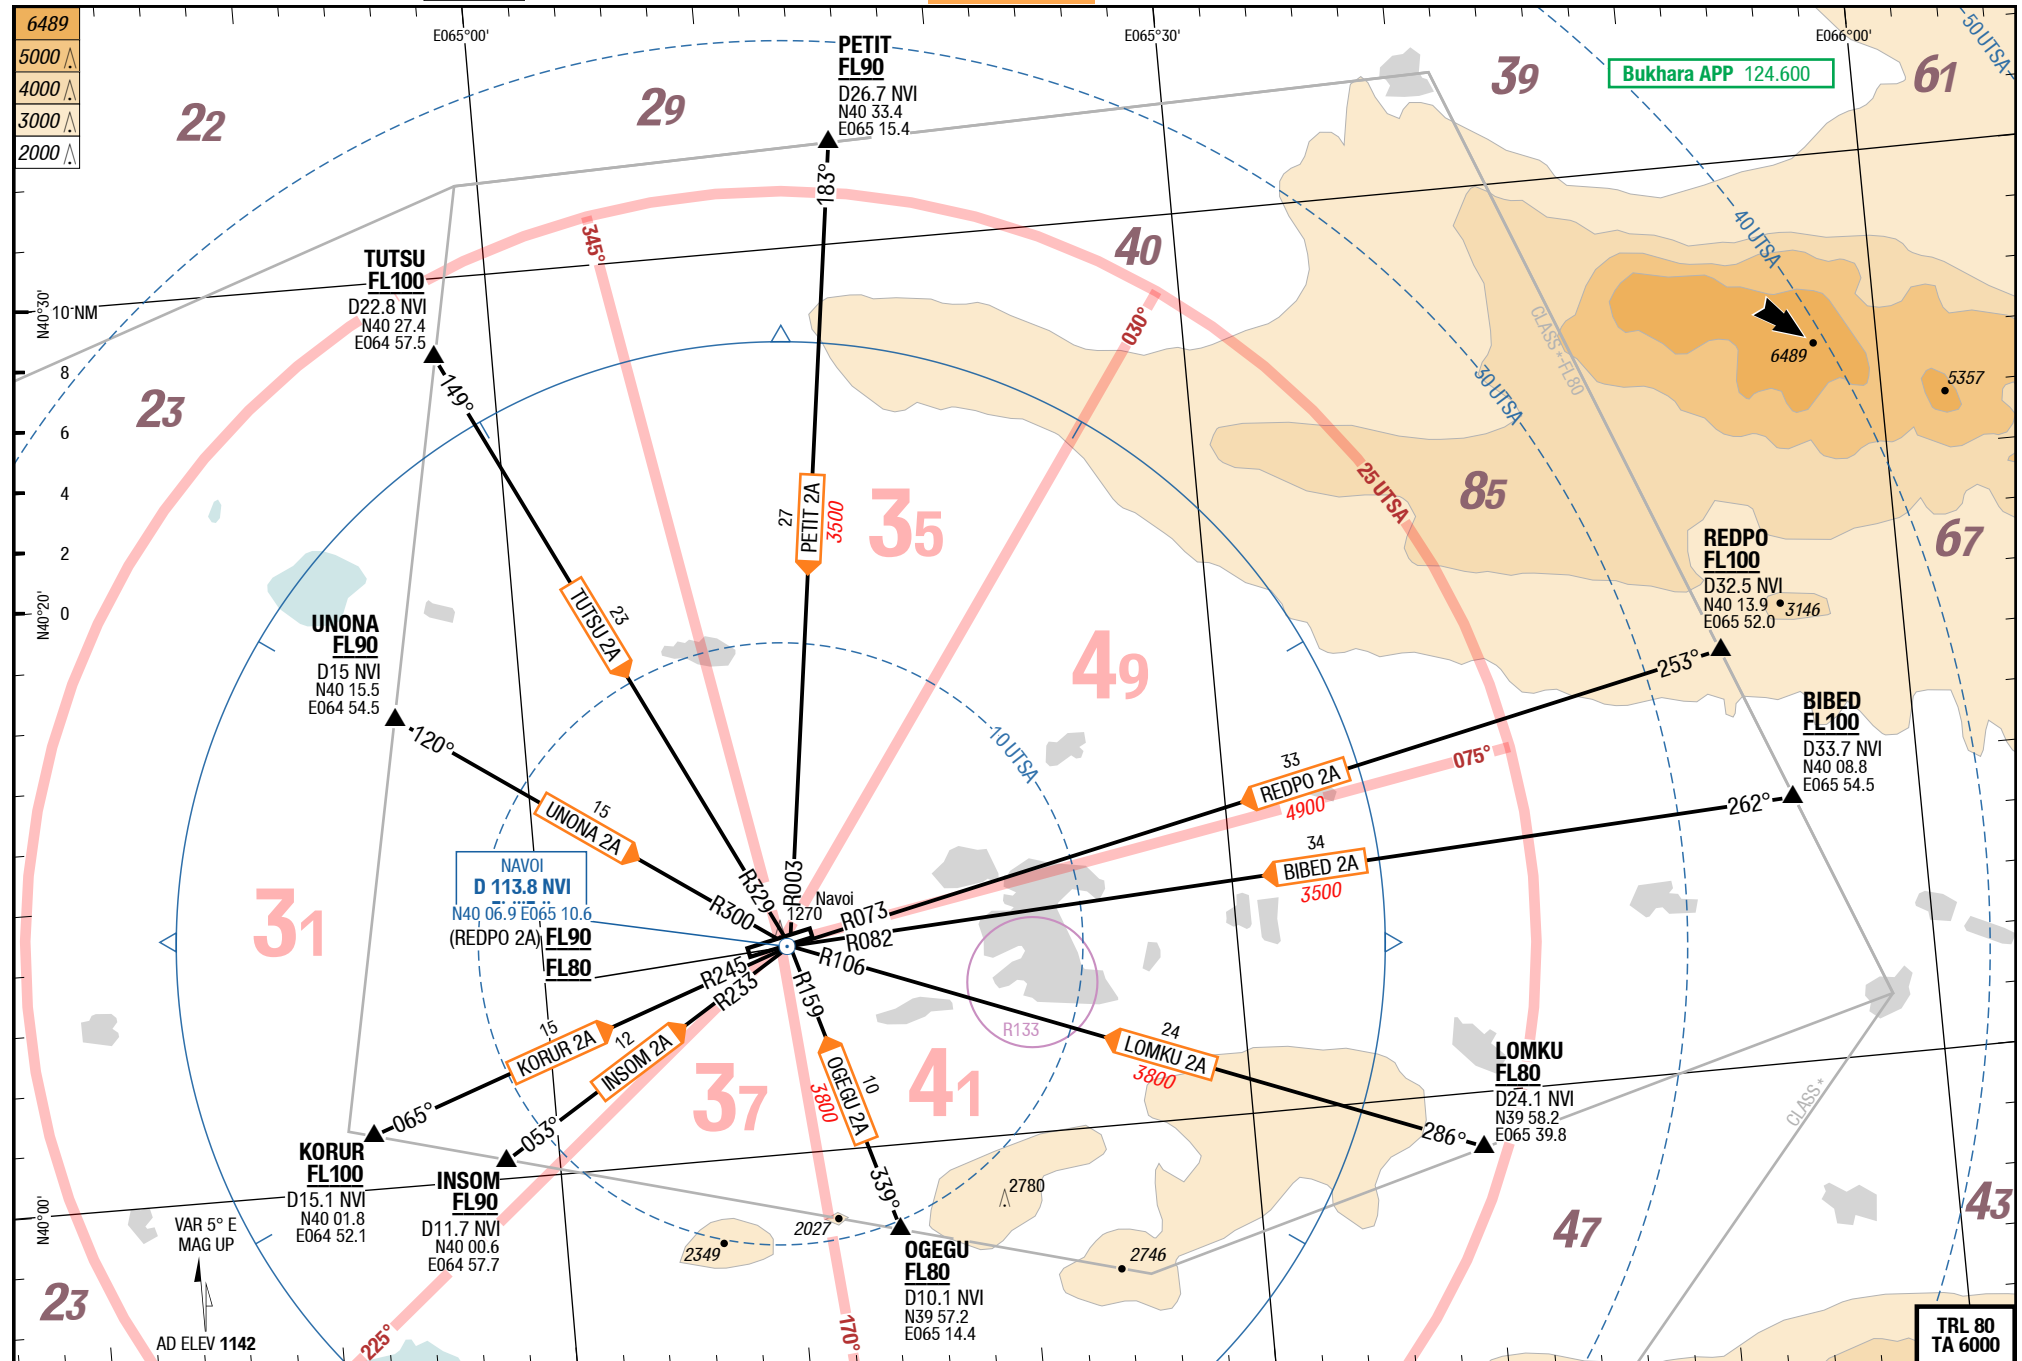 6489
5000
4000
3000
2000
E065°00'
E065°30'
E066°00'
50 UTSA
PETIT
FL90
D26.7 NVI
N40 33.4
E065 15.4
Bukhara APP 124.600
22
29
39
61
183°
345°
40
40 UTSA
TUTSU
FL100
D22.8 NVI
N40 27.4
E064 57.5
N40°30'
10 NM
8
6
4
2
0
N40°20'
N40°00'
030°
CLASS *-FL80
6489
5357
30 UTSA
149°
23
25 UTSA
85
67
27
PETIT 2A
3500
35
REDPO
FL100
D32.5 NVI
N40 13.9
E065 52.0
3146
TUTSU 2A
23
UNONA
FL90
D15 NVI
N40 15.5
E064 54.5
49
253°
BIBED
FL100
D33.7 NVI
N40 08.8
E065 54.5
120°
10 UTSA
075°
33
REDPO 2A
4900
262°
15
UNONA 2A
34
BIBED 2A
3500
NAVOI
D 113.8 NVI
N40 06.9 E065 10.6
(REDPO 2A) FL90
FL80
R329
R003
R300
Navoi
1270
R073
R082
R106
R245
R233
R159
31
R133
15
KORUR 2A
12
INSOM 2A
10
OGEGU 2A
3800
24
LOMKU 2A
3800
LOMKU
FL80
D24.1 NVI
N39 58.2
E065 39.8
37
41
CLASS *
065°
053°
339°
286°
KORUR
FL100
D15.1 NVI
N40 01.8
E064 52.1
INSOM
FL90
D11.7 NVI
N40 00.6
E064 57.7
2780
2027
2349
2746
OGEGU
FL80
D10.1 NVI
N39 57.2
E065 14.4
47
43
VAR 5° E
MAG UP
23
225°
170°
AD ELEV 1142
TRL 80
TA 6000